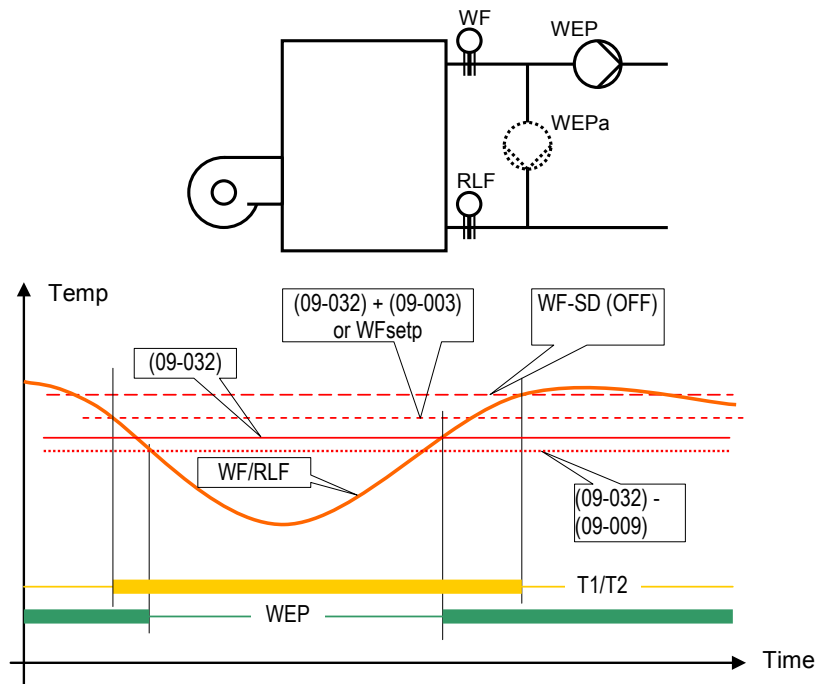 WF
WEP
WEPa
RLF
Temp
(09-032) + (09-003)
or WFsetp
WF-SD (OFF)
(09-032)
WF/RLF
(09-032) -
(09-009)
T1/T2
WEP
Time